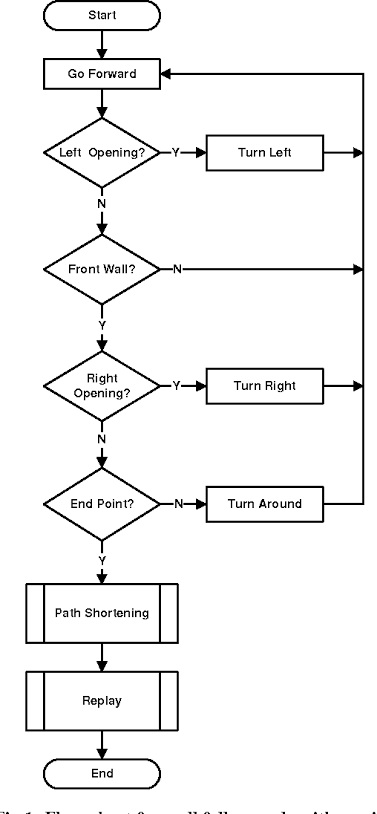 Start
Go Forward
Left Opening?
Y
Turn Left
N
Front Wall?
N
Y
Right
Opening?
Y
Turn Right
N
End Point?
N
Turn Around
Y
Path Shortening
Replay
End